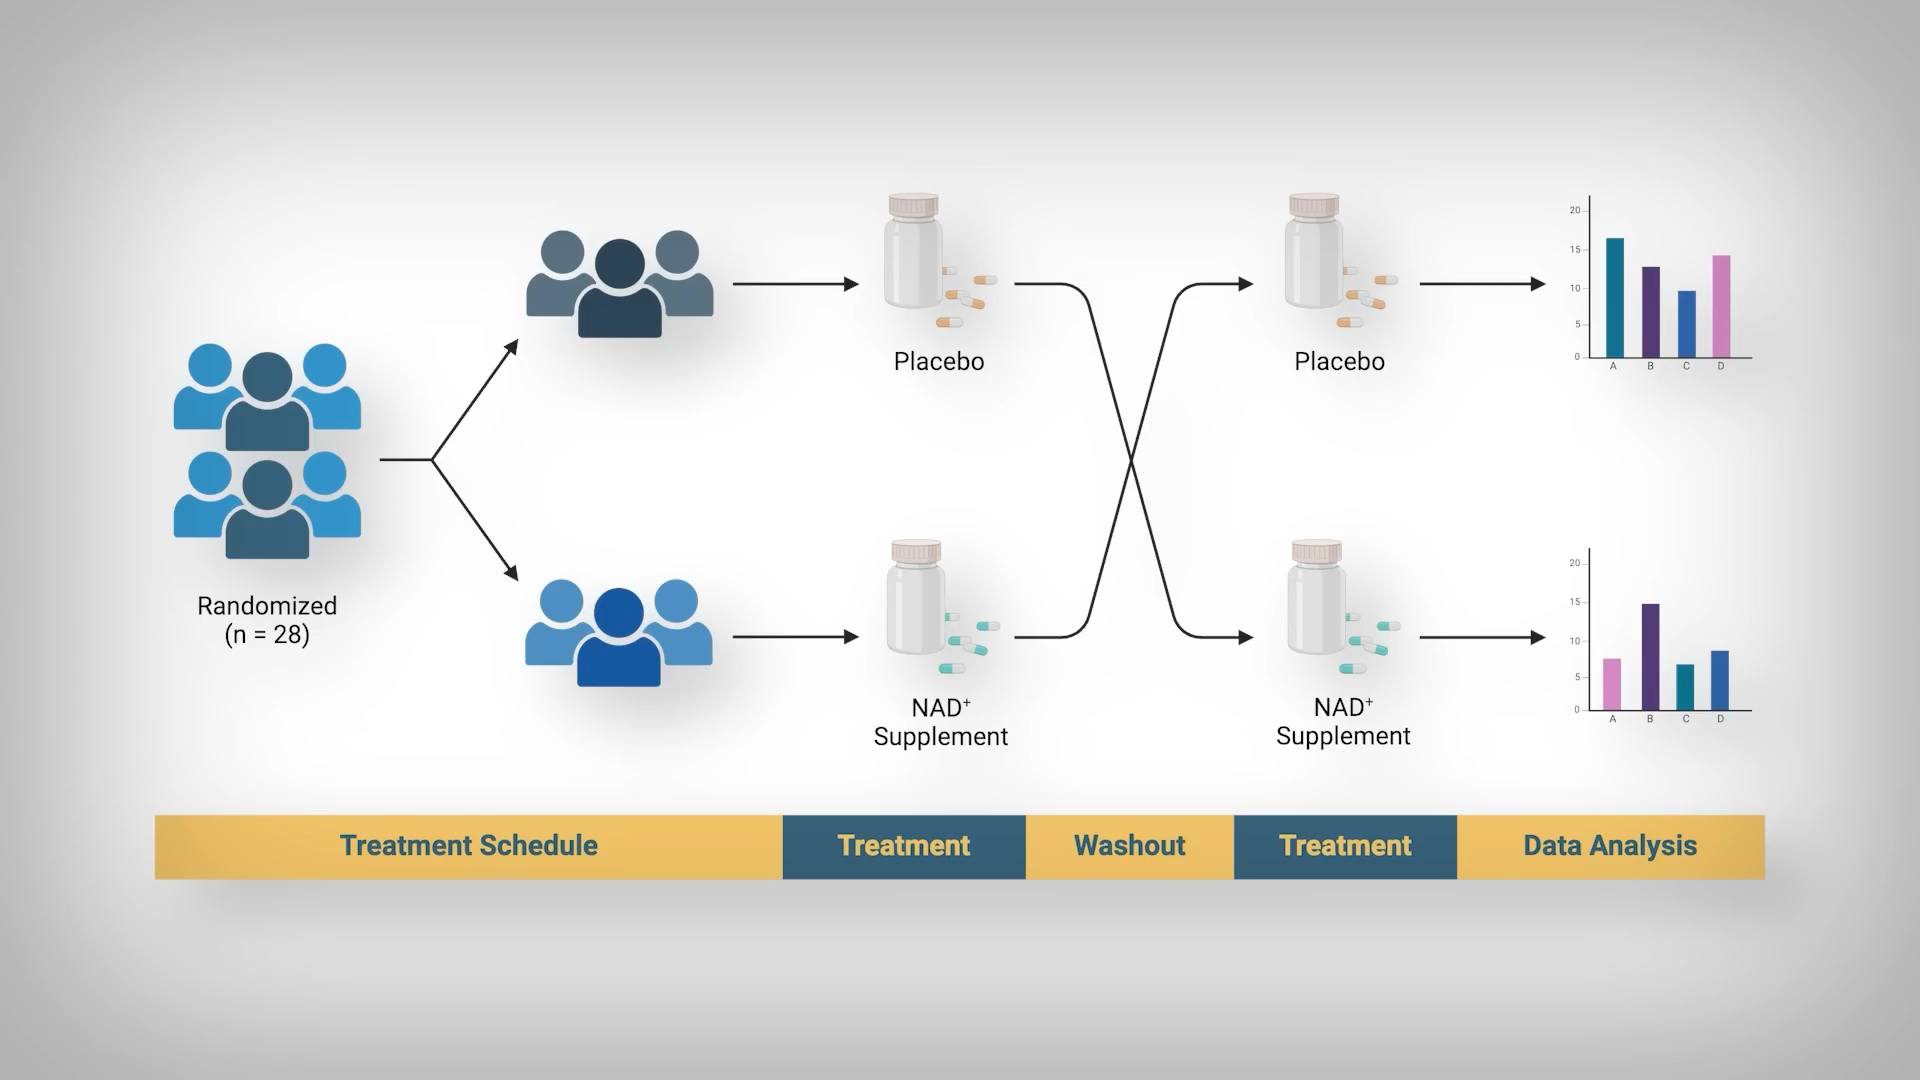 Randomized
(n = 28)
Placebo
NAD⁺
Supplement
Placebo
NAD⁺
Supplement
20
15
10
5
0
A B C D
20
15
10
5
0
A B C D
Treatment Schedule
Treatment
Washout
Treatment
Data Analysis